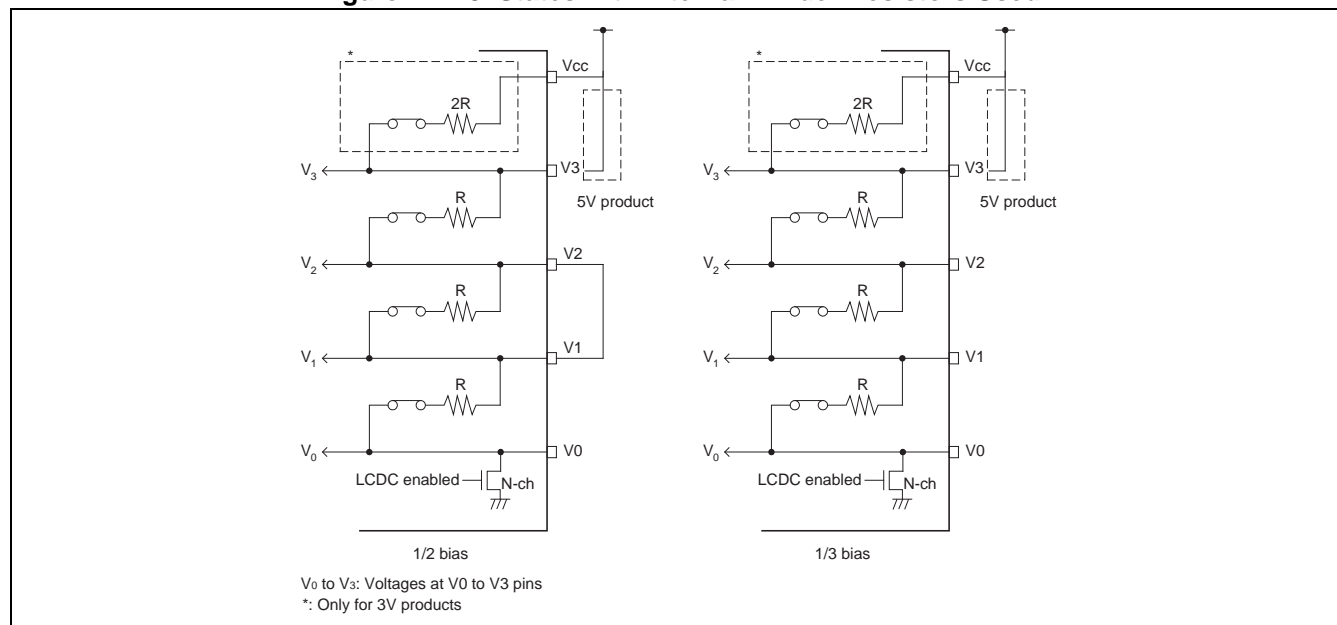 *
Vcc
2R
V3
V3
5V product
R
V2
V2
R
V1
V1
R
V0
V0
LCDC enabled
N-ch
1/2 bias
*
Vcc
2R
V3
V3
5V product
R
V2
V2
R
V1
V1
R
V0
V0
LCDC enabled
N-ch
1/3 bias
V0 to V3: Voltages at V0 to V3 pins
*: Only for 3V products